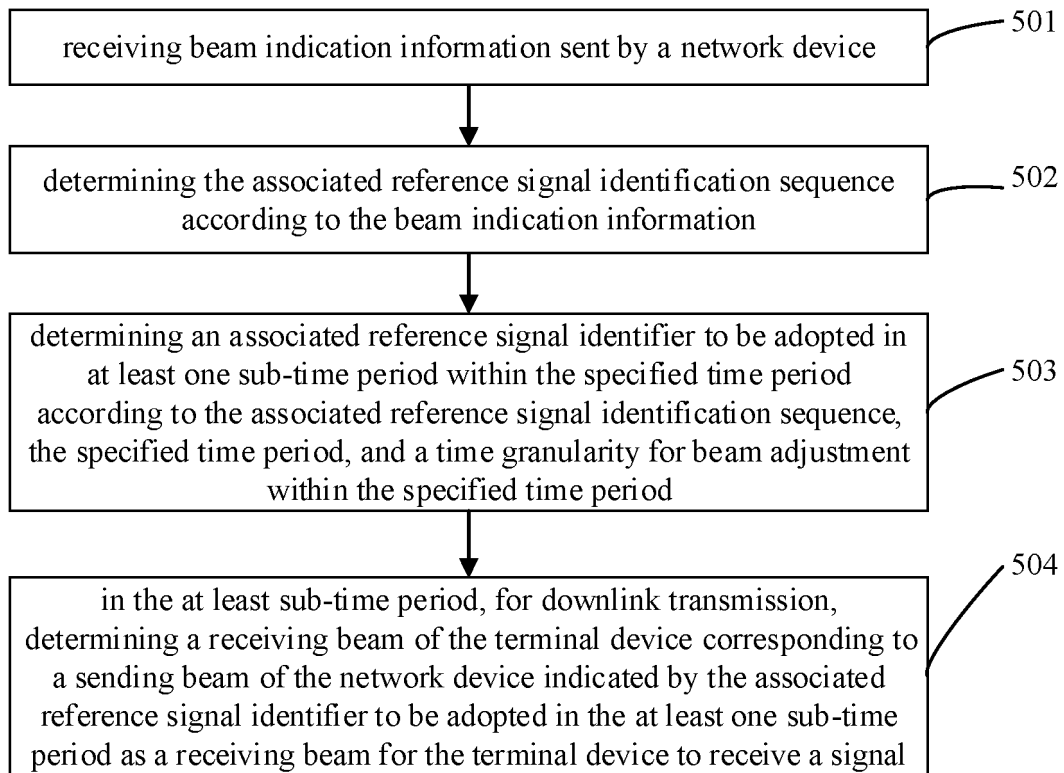 receiving beam indication information sent by a network device
501
determining the associated reference signal identification sequence
according to the beam indication information
502
determining an associated reference signal identifier to be adopted in
at least one sub-time period within the specified time period
according to the associated reference signal identification sequence,
the specified time period, and a time granularity for beam adjustment
within the specified time period
503
in the at least sub-time period, for downlink transmission,
determining a receiving beam of the terminal device corresponding to
a sending beam of the network device indicated by the associated
reference signal identifier to be adopted in the at least one sub-time
period as a receiving beam for the terminal device to receive a signal
504